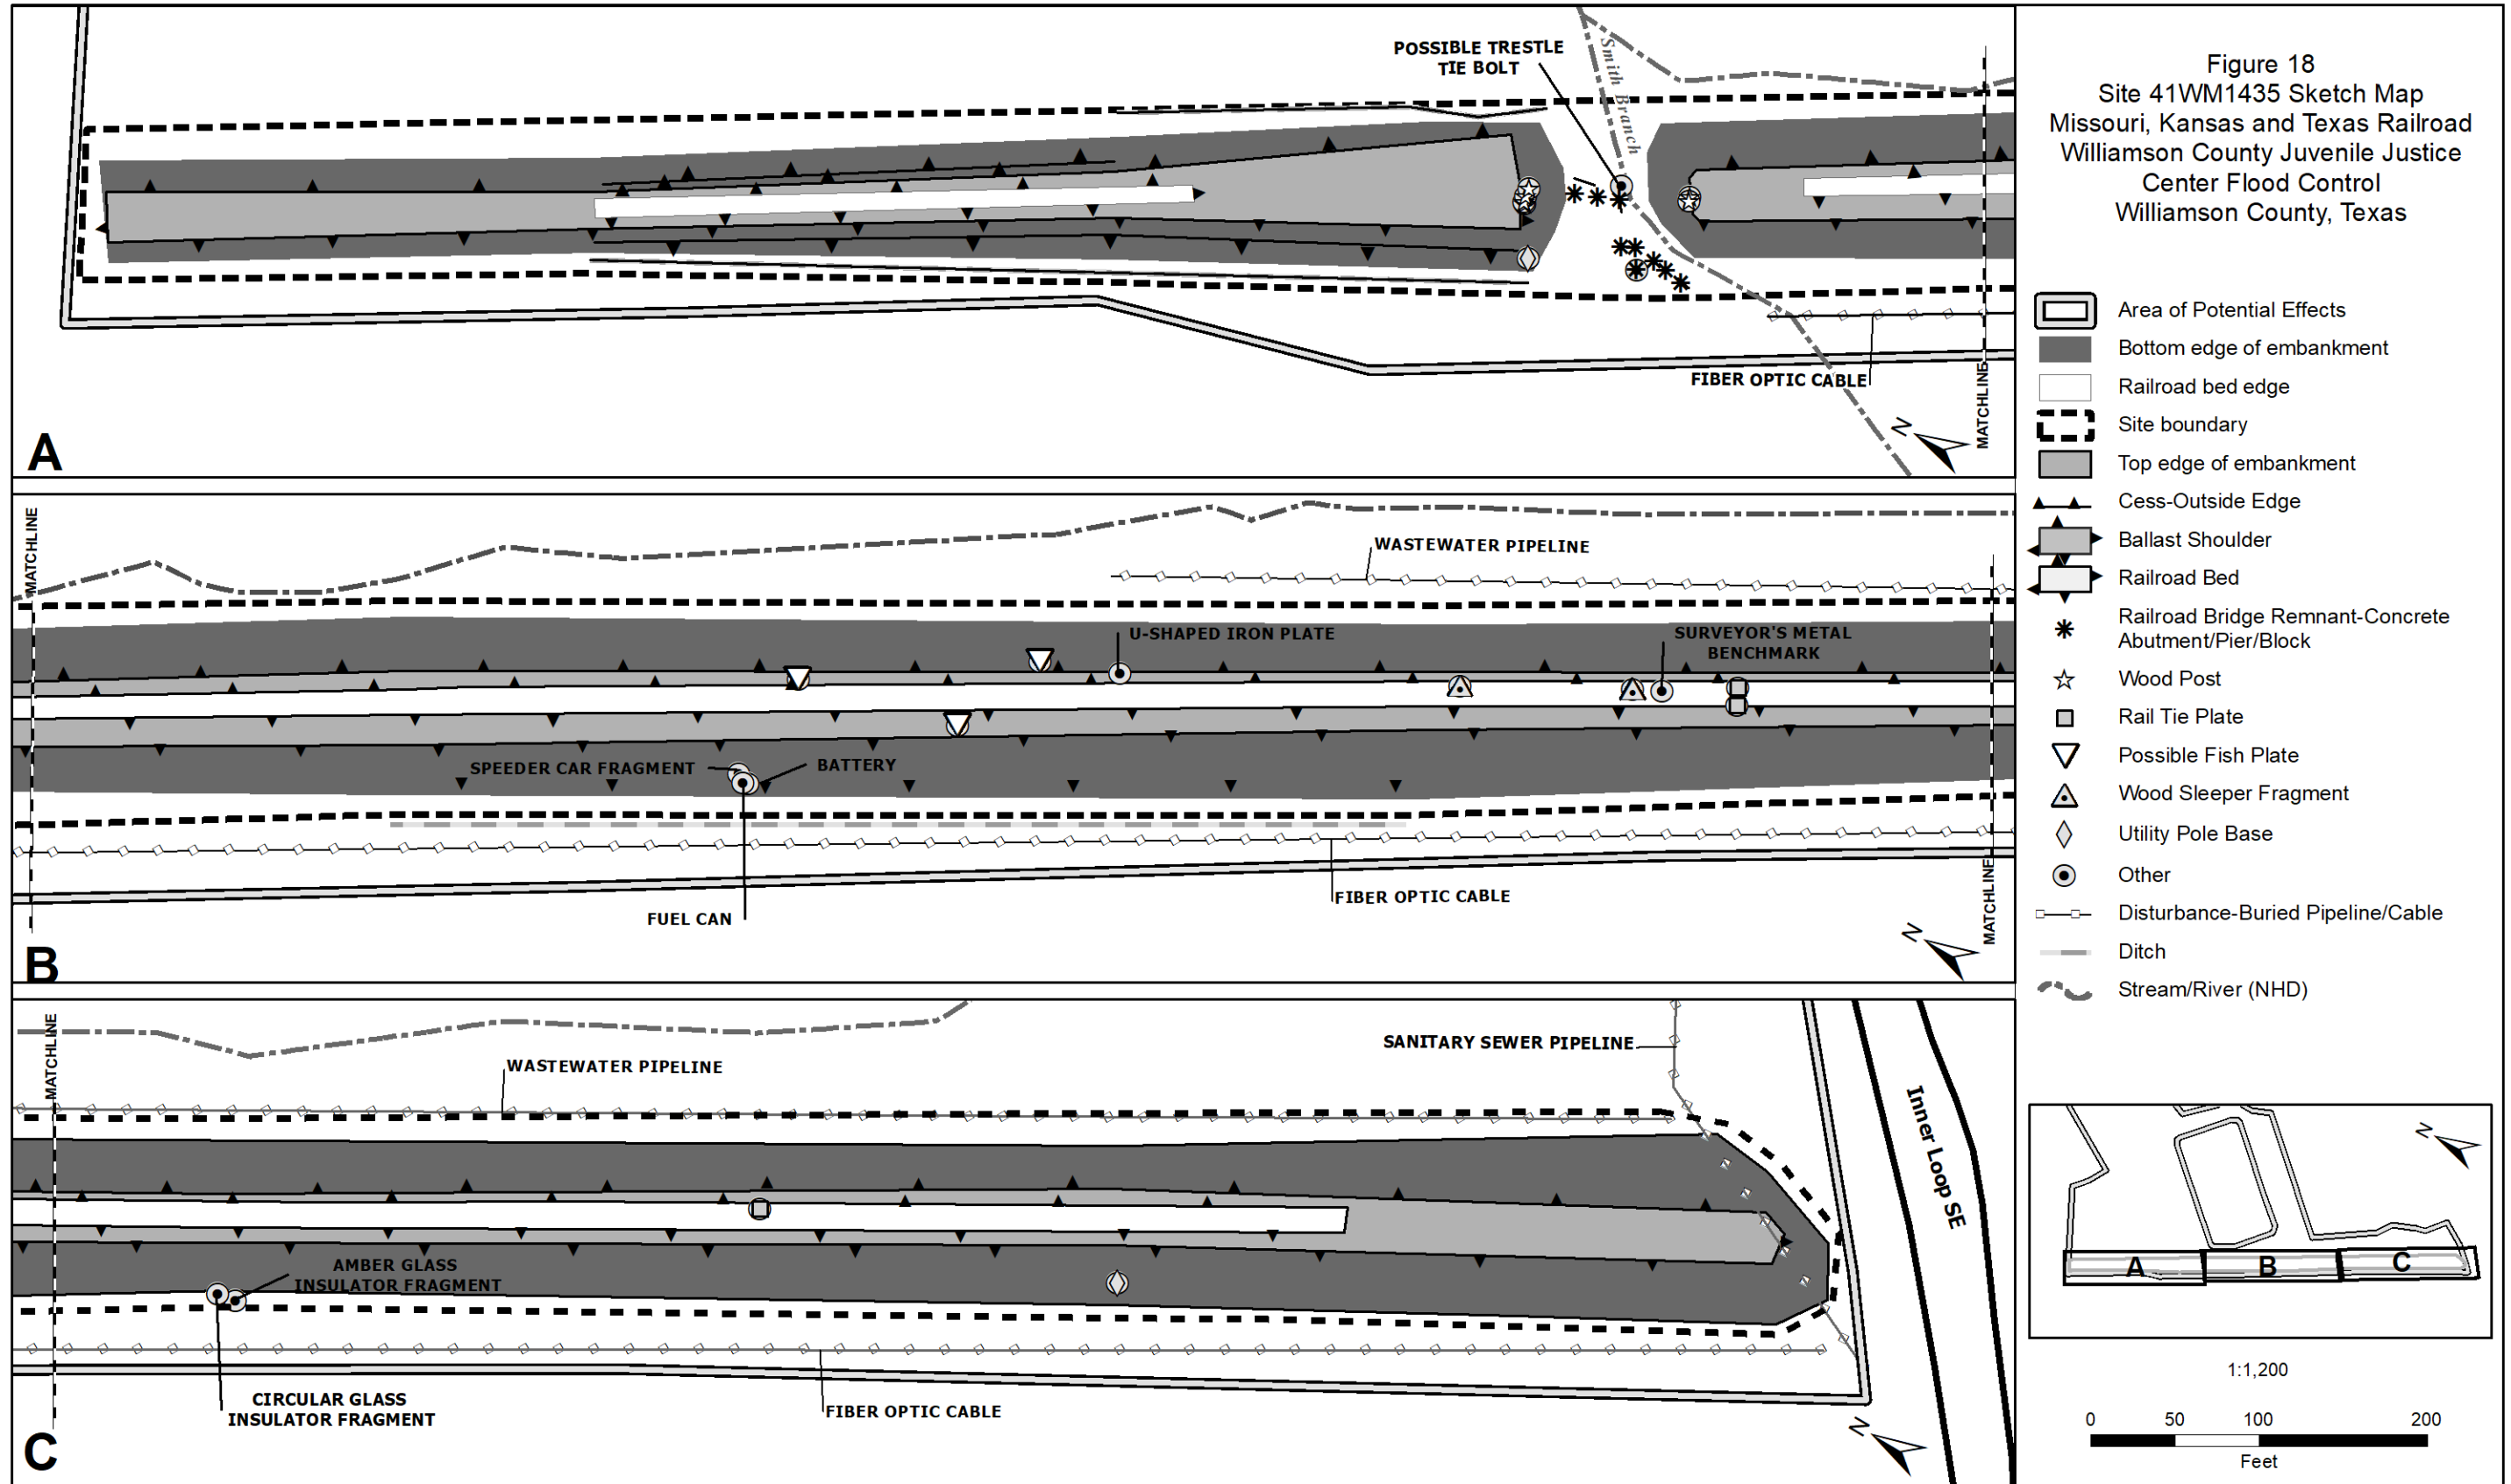 POSSIBLE TRESTLE
TIE BOLT
Smith Branch
FIBER OPTIC CABLE
MATCHLINE
N
A
MATCHLINE
WASTEWATER PIPELINE
U-SHAPED IRON PLATE
SURVEYOR'S METAL
BENCHMARK
SPEEDER CAR FRAGMENT
BATTERY
FUEL CAN
FIBER OPTIC CABLE
MATCHLINE
N
B
MATCHLINE
SANITARY SEWER PIPELINE
WASTEWATER PIPELINE
Inner Loop SE
AMBER GLASS
INSULATOR FRAGMENT
CIRCULAR GLASS
INSULATOR FRAGMENT
FIBER OPTIC CABLE
N
C
Figure 18
Site 41WM1435 Sketch Map
Missouri, Kansas and Texas Railroad
Williamson County Juvenile Justice
Center Flood Control
Williamson County, Texas
Area of Potential Effects
Bottom edge of embankment
Railroad bed edge
Site boundary
Top edge of embankment
Cess-Outside Edge
Ballast Shoulder
Railroad Bed
Railroad Bridge Remnant-Concrete
Abutment/Pier/Block
Wood Post
Rail Tie Plate
Possible Fish Plate
Wood Sleeper Fragment
Utility Pole Base
Other
Disturbance-Buried Pipeline/Cable
Ditch
Stream/River (NHD)
N
A B C
1:1,200
0 50 100 200
Feet